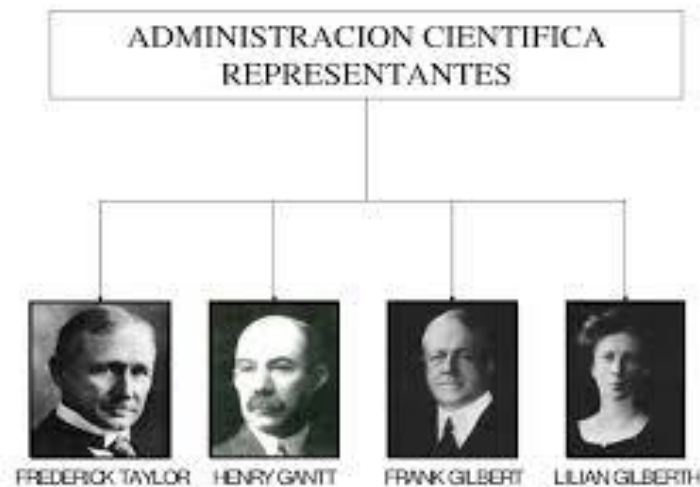 ADMINISTRACION CIENTIFICA
REPRESENTANTES
FREDERICK TAYLOR HENRY GANTT FRANK GILBERT LILIAN GILBERTH